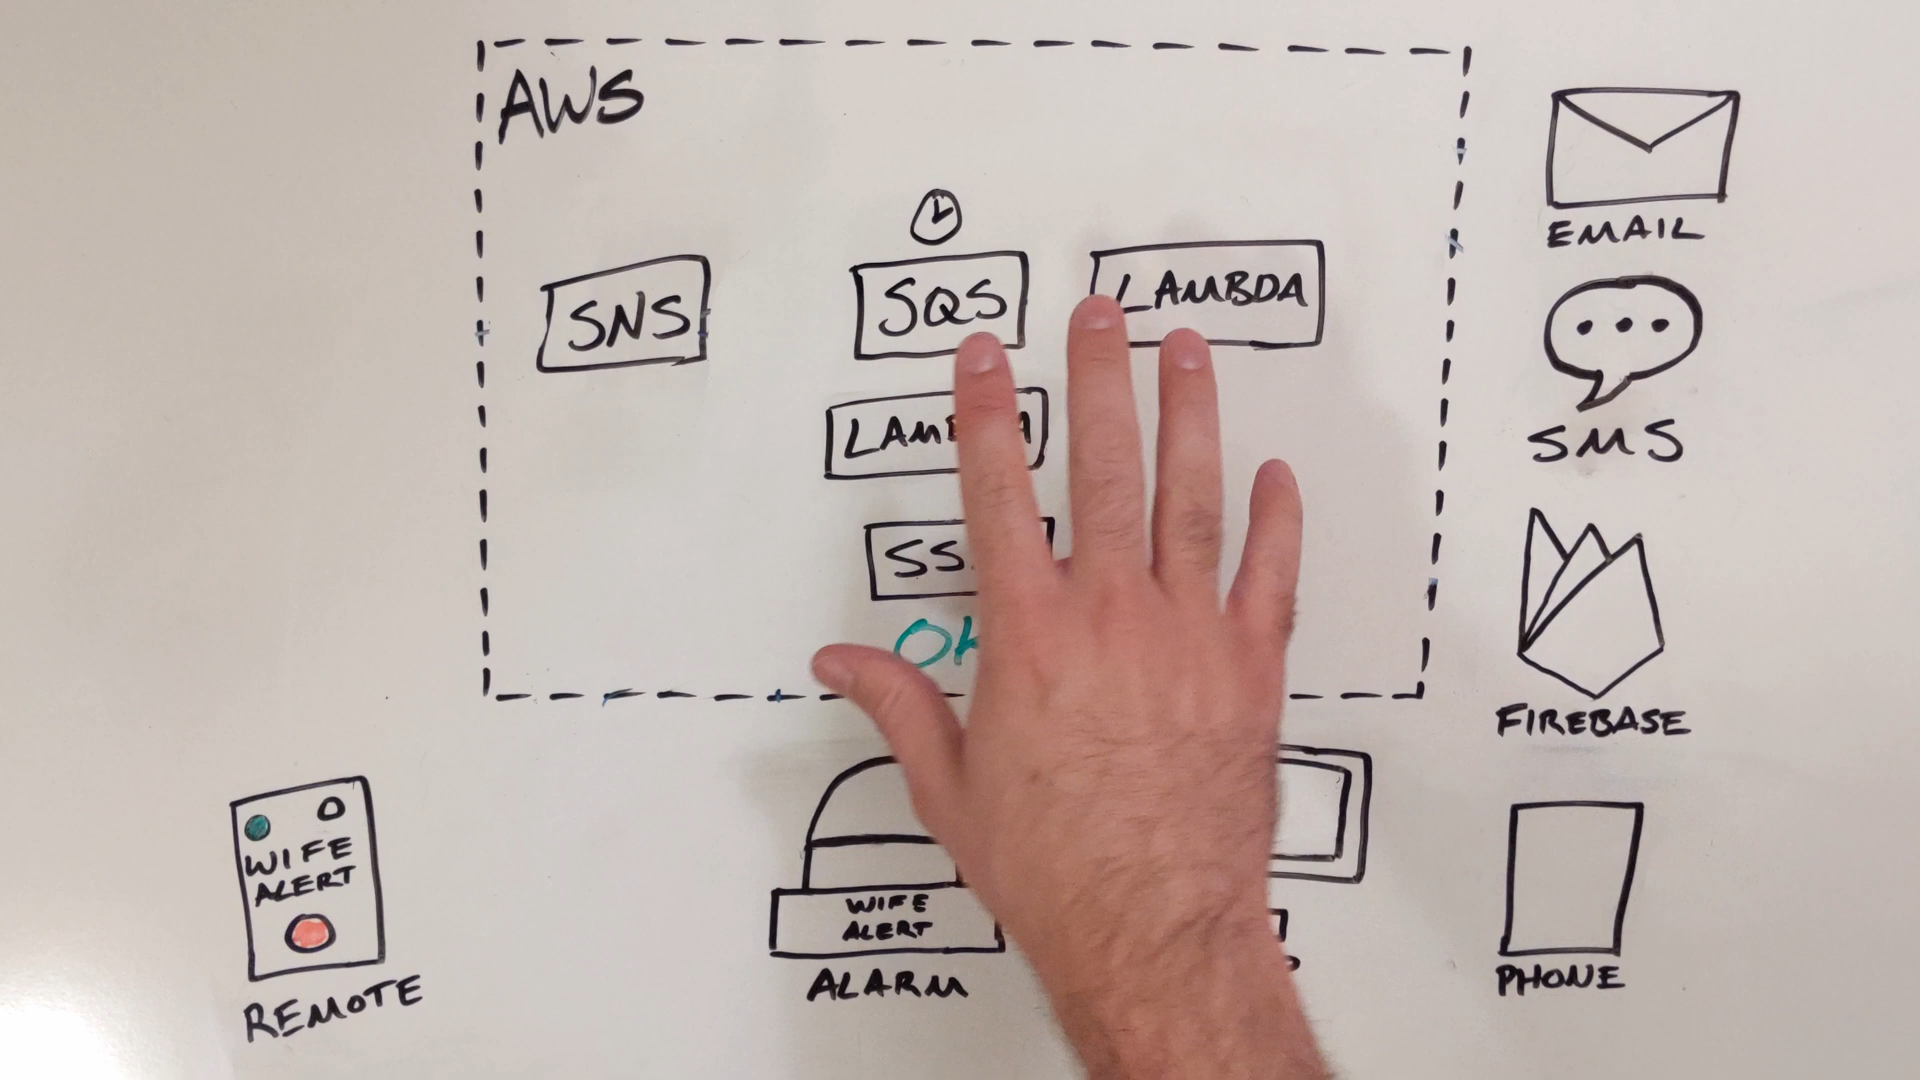 AWS
SNS
SQS
LAMBDA
EMAIL
SMS
FIREBASE
WIFE
ALERT
REMOTE
WIFE
ALERT
ALARM
PHONE